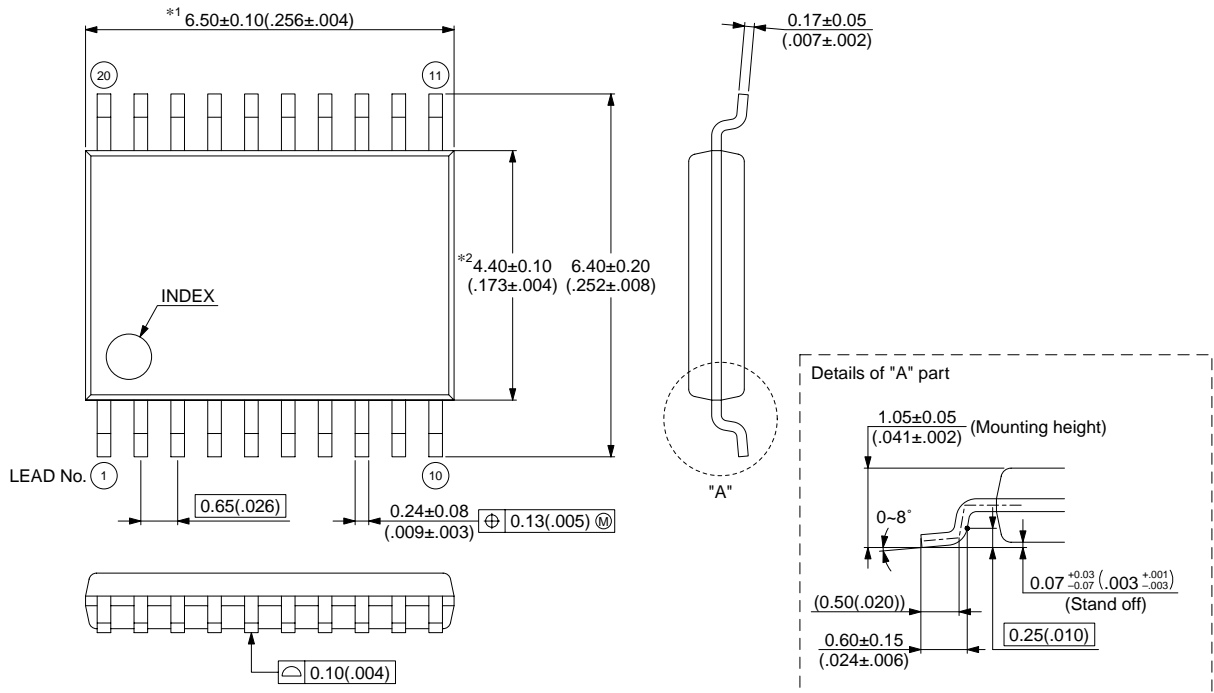 *1 6.50±0.10(.256±.004)
0.17±0.05
(.007±.002)
20
11
*2 4.40±0.10
(.173±.004)
6.40±0.20
(.252±.008)
INDEX
LEAD No.
1
10
"A"
0.65(.026)
0.24±0.08
(.009±.003)
⌖ 0.13(.005) Ⓜ
⌓ 0.10(.004)
Details of "A" part
1.05±0.05
(.041±.002)
(Mounting height)
0~8°
0.07 +0.03 -0.07 (.003 +.001 -.003)
(Stand off)
(0.50(.020))
0.25(.010)
0.60±0.15
(.024±.006)